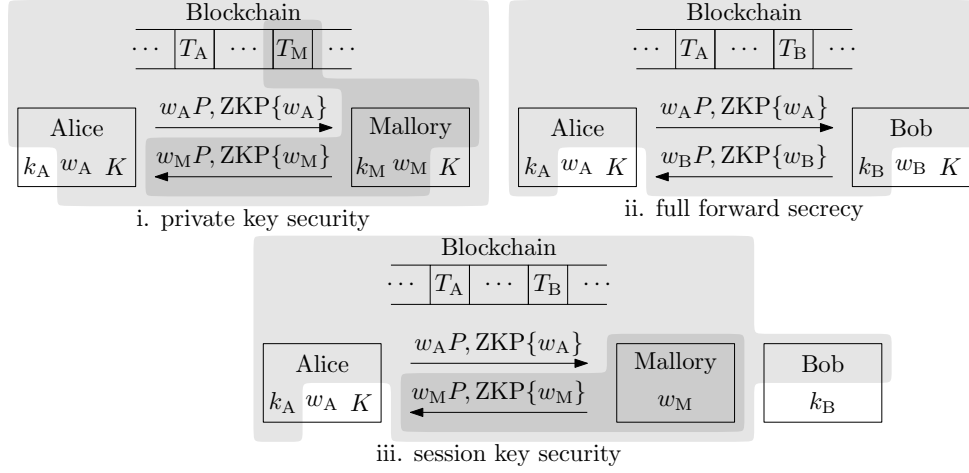 Blockchain
⋯ T_A ⋯ T_M ⋯
Alice
k_A w_A K
w_A P, ZKP{w_A}
w_M P, ZKP{w_M}
Mallory
k_M w_M K
i. private key security
Blockchain
⋯ T_A ⋯ T_B ⋯
Alice
k_A w_A K
w_A P, ZKP{w_A}
w_B P, ZKP{w_B}
Bob
k_B w_B K
ii. full forward secrecy
Blockchain
⋯ T_A ⋯ T_B ⋯
Alice
k_A w_A K
w_A P, ZKP{w_A}
w_M P, ZKP{w_M}
Mallory
w_M
Bob
k_B
iii. session key security